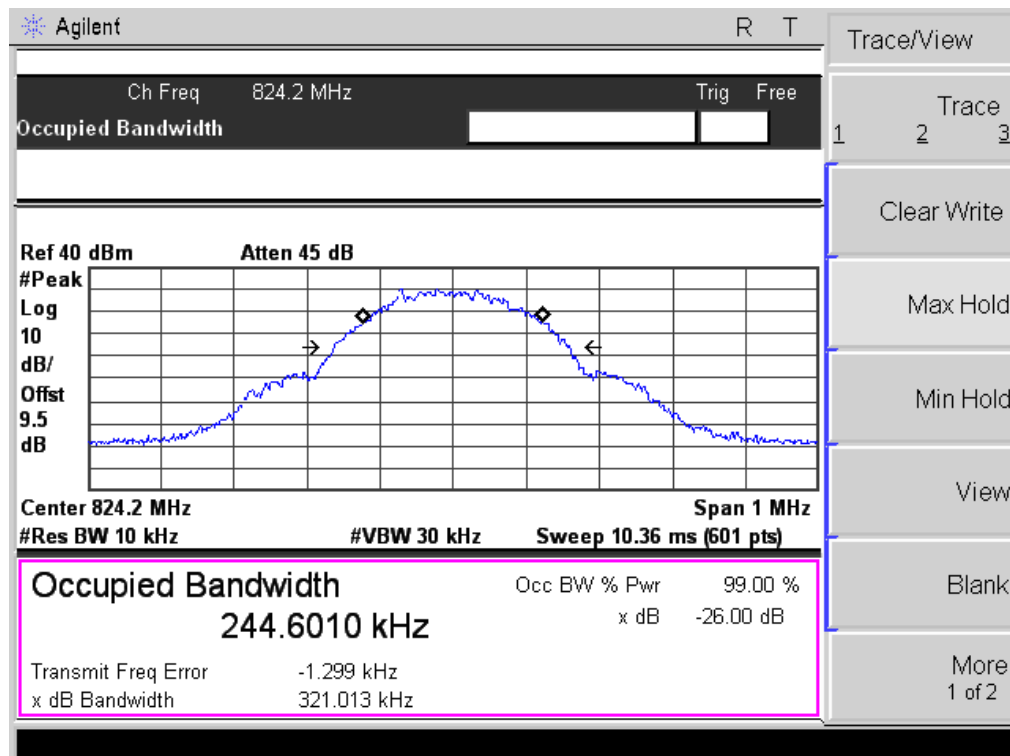 Agilent R T
Trace/View
Ch Freq 824.2 MHz Trig Free
Occupied Bandwidth
Trace
1 2 3
Clear Write
Max Hold
Min Hold
View
Blank
More
1 of 2
Ref 40 dBm Atten 45 dB
#Peak
Log
10
dB/
Offst
9.5
dB
Center 824.2 MHz Span 1 MHz
#Res BW 10 kHz #VBW 30 kHz Sweep 10.36 ms (601 pts)
Occupied Bandwidth Occ BW % Pwr 99.00 %
244.6010 kHz x dB -26.00 dB
Transmit Freq Error -1.299 kHz
x dB Bandwidth 321.013 kHz